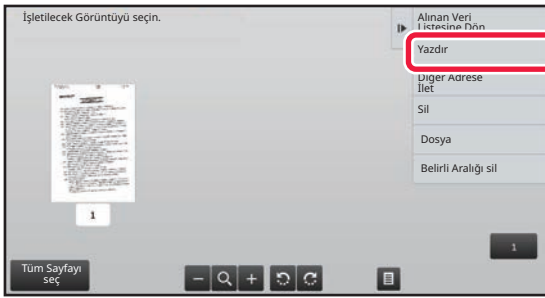 İşletilecek Görüntüyü seçin.
Alınan Veri
Listesine Dön
Yazdır
Diğer Adrese
İlet
Sil
Dosya
Belirli Aralığı sil
1
1
Tüm Sayfayı
seç